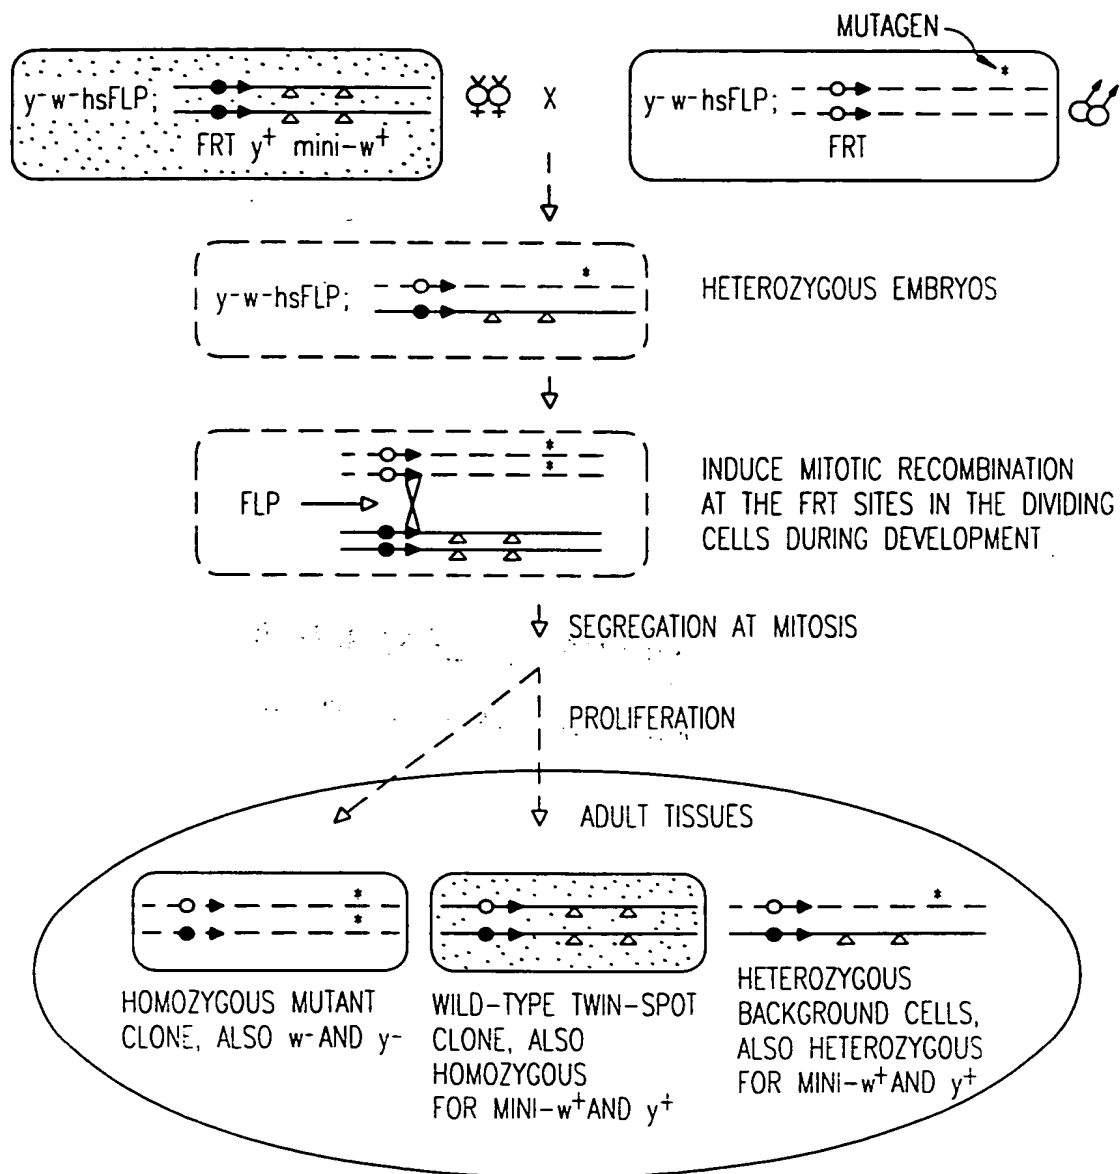 MUTAGEN
*
y-w-hsFLP;
FRT y+ mini-w+
X
y-w-hsFLP;
FRT
y-w-hsFLP;
*
HETEROZYGOUS EMBRYOS
*
*
FLP
INDUCE MITOTIC RECOMBINATION
AT THE FRT SITES IN THE DIVIDING
CELLS DURING DEVELOPMENT
SEGREGATION AT MITOSIS
PROLIFERATION
ADULT TISSUES
*
*
*
HOMOZYGOUS MUTANT
CLONE, ALSO w- AND y-
WILD-TYPE TWIN-SPOT
CLONE, ALSO
HOMOZYGOUS
FOR MINI-w+AND y+
HETEROZYGOUS
BACKGROUND CELLS,
ALSO HETEROZYGOUS
FOR MINI-w+AND y+